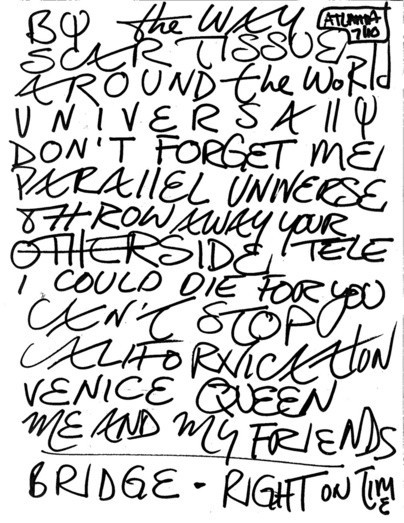 BY the WAY
ATLANTA
7/10
SCAR TISSUE
AROUND the WORLD
UNIVERSAllY
DON'T FORGET ME
PARAllEL UNIVERSE
THROW AWAY YOUR
OTHERSIDE TELE
I COULD DIE FOR YOU
CAN'T STOP
CALIFORNICATION
VENICE QUEEN
ME AND MY FRIENDS
BRIDGE - RIGHT ON TIME